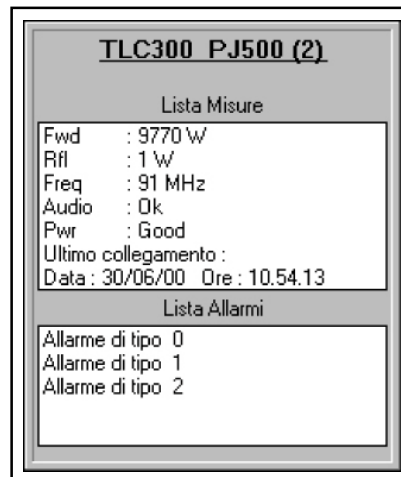 TLC300 PJ500 (2)
Lista Misure
Fwd : 9770 W
Rfl : 1 W
Freq : 91 MHz
Audio : Ok
Pwr : Good
Ultimo collegamento :
Data : 30/06/00 Ore : 10.54.13
Lista Allarmi
Allarme di tipo 0
Allarme di tipo 1
Allarme di tipo 2